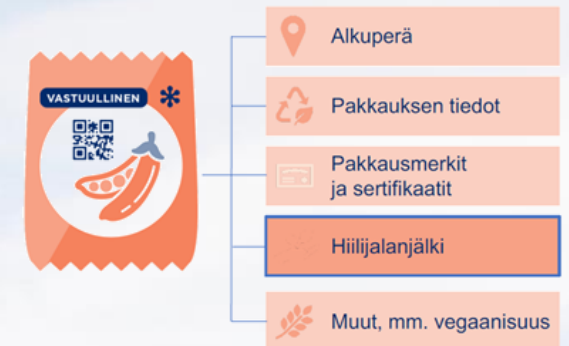 VASTUULLINEN
Alkuperä
Pakkauksen tiedot
Pakkausmerkit
ja sertifikaatit
Hiilijalanjälki
Muut, mm. vegaanisuus